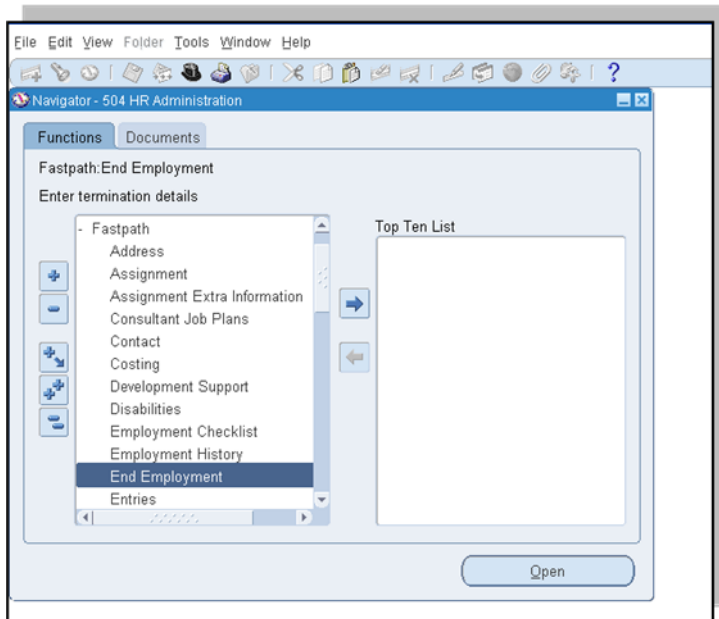 File Edit View Folder Tools Window Help
Navigator - 504 HR Administration
Functions Documents
Fastpath:End Employment
Enter termination details
- Fastpath
Address
Assignment
Assignment Extra Information
Consultant Job Plans
Contact
Costing
Development Support
Disabilities
Employment Checklist
Employment History
End Employment
Entries
Top Ten List
Open